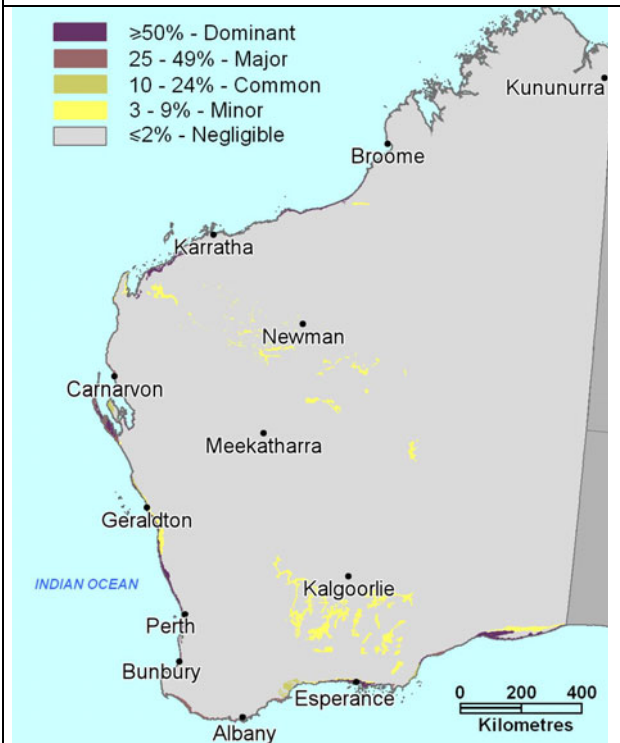 ≥50% - Dominant
25 - 49% - Major
10 - 24% - Common
3 - 9% - Minor
≤2% - Negligible
Kununurra
Broome
Karratha
Newman
Carnarvon
Meekatharra
Geraldton
INDIAN OCEAN
Kalgoorlie
Perth
Bunbury
Esperance
Albany
0 200 400
Kilometres